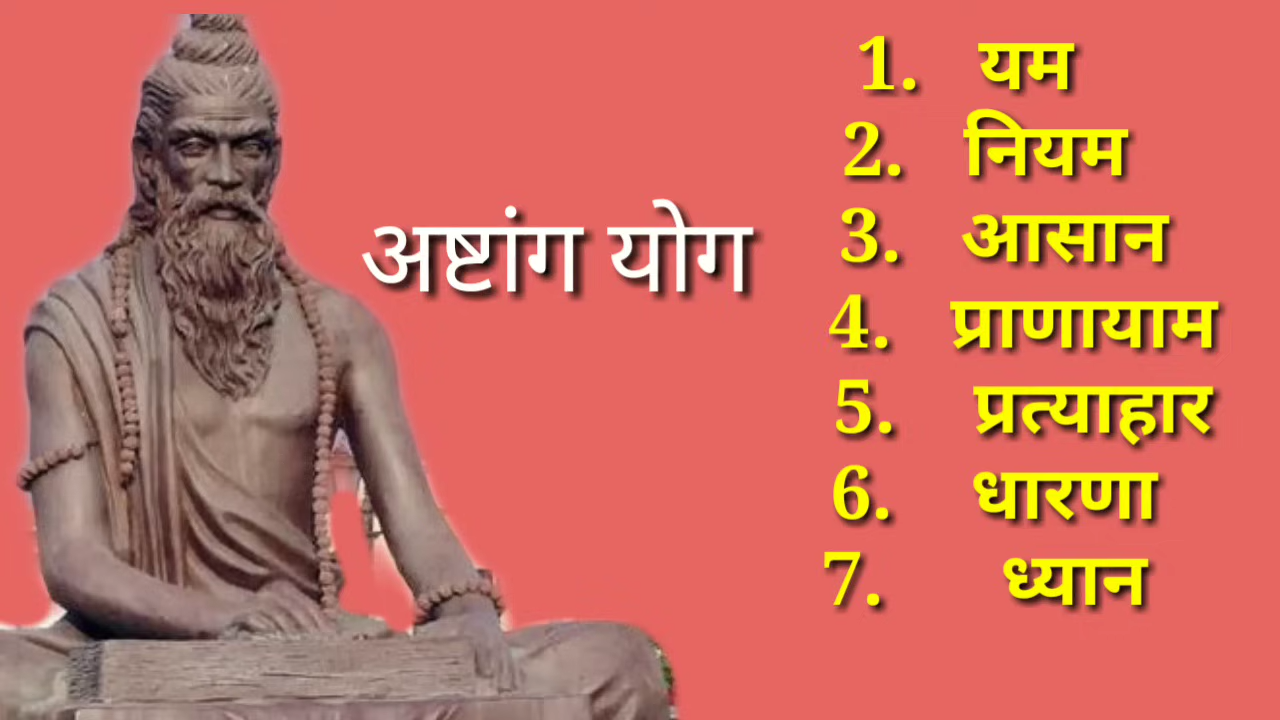 अष्टांग योग
1. यम
2. नियम
3. आसान
4. प्राणायाम
5. प्रत्याहार
6. धारणा
7. ध्यान